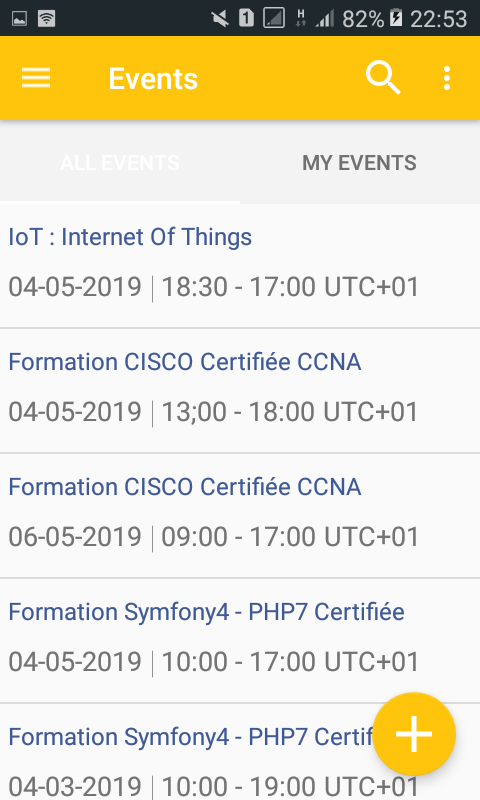 1 H 82% 22:53
Events
ALL EVENTS MY EVENTS
IoT : Internet Of Things
04-05-2019 | 18:30 - 17:00 UTC+01
Formation CISCO Certifiée CCNA
04-05-2019 | 13;00 - 18:00 UTC+01
Formation CISCO Certifiée CCNA
06-05-2019 | 09:00 - 17:00 UTC+01
Formation Symfony4 - PHP7 Certifiée
04-05-2019 | 10:00 - 17:00 UTC+01
Formation Symfony4 - PHP7 Certif
04-03-2019 | 10:00 - 19:00 UTC+01